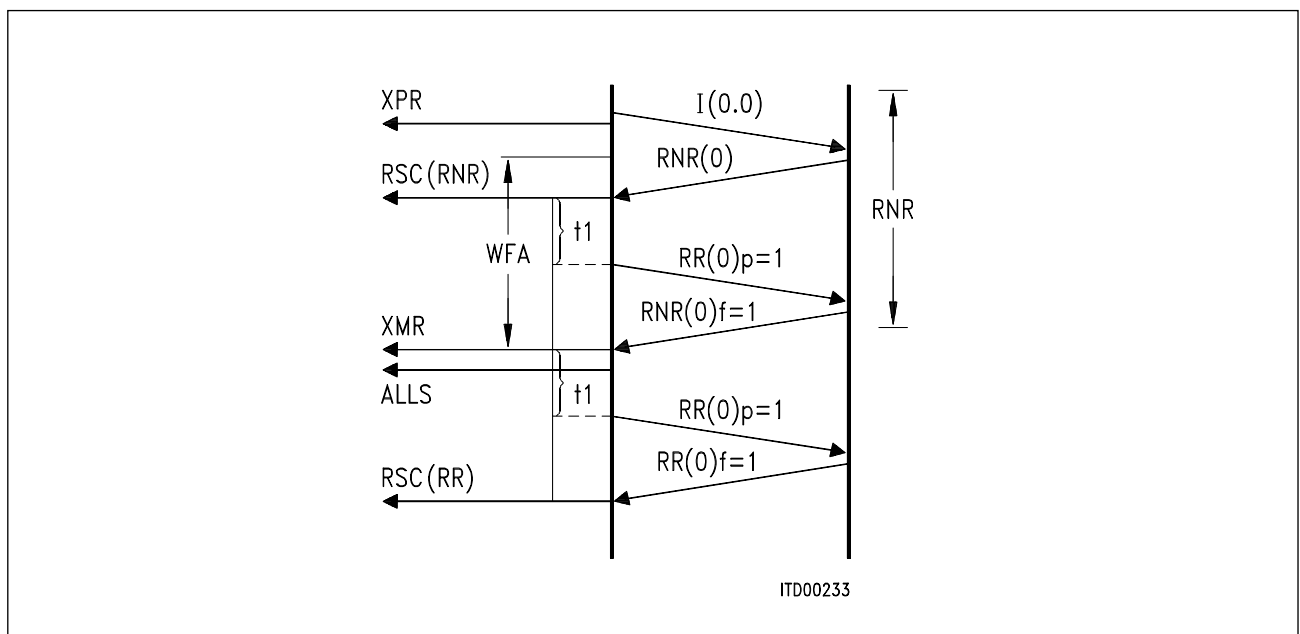 XPR
I(0.0)
RNR(0)
RSC(RNR)
RNR
t1
WFA
RR(0)p=1
RNR(0)f=1
XMR
ALLS
t1
RR(0)p=1
RR(0)f=1
RSC(RR)
ITD00233